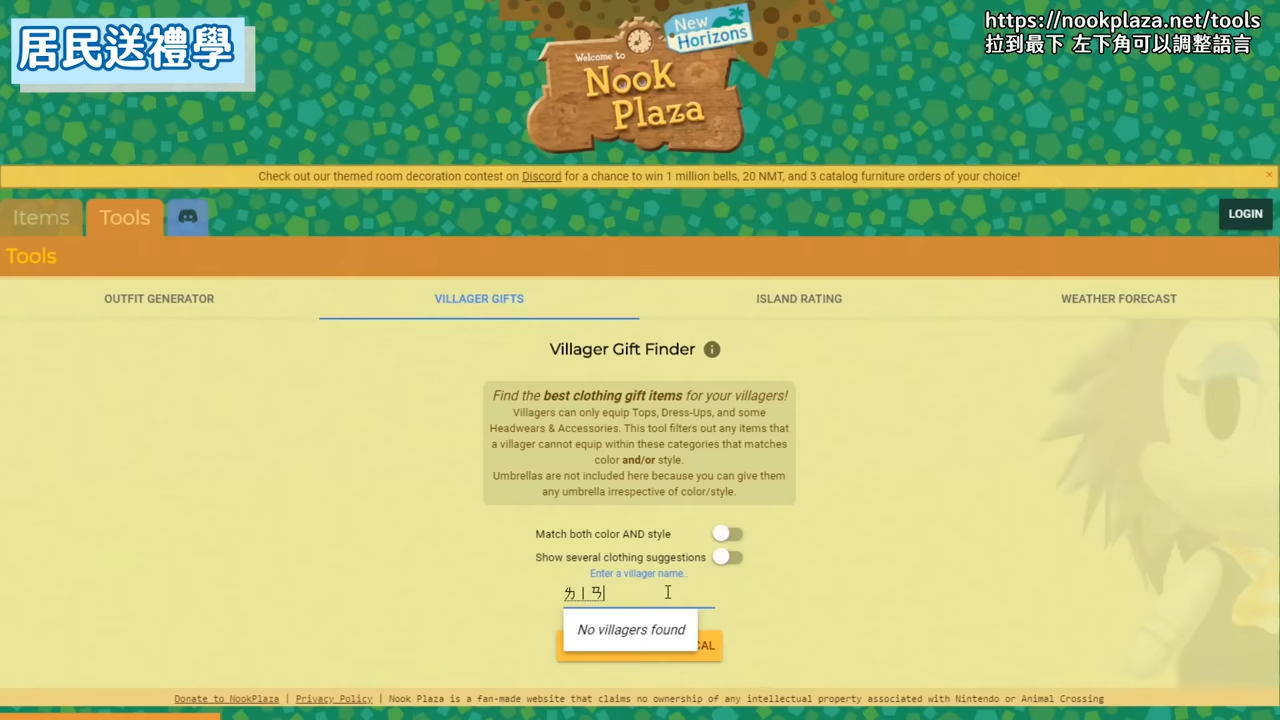 居民送禮學
https://nookplaza.net/tools
拉到最下 左下角可以調整語言
New
Horizons
Welcome to
Nook
Plaza
Check out our themed room decoration contest on Discord for a chance to win 1 million bells, 20 NMT, and 3 catalog furniture orders of your choice!
×
Items
Tools
LOGIN
Tools
OUTFIT GENERATOR
VILLAGER GIFTS
ISLAND RATING
WEATHER FORECAST
Villager Gift Finder
Find the best clothing gift items for your villagers!
Villagers can only equip Tops, Dress-Ups, and some
Headwears & Accessories. This tool filters out any items that
a villager cannot equip within these categories that matches
color and/or style.
Umbrellas are not included here because you can give them
any umbrella irrespective of color/style.
Match both color AND style
Show several clothing suggestions
Enter a villager name..
ㄌㄧㄢ
No villagers found
Donate to NookPlaza | Privacy Policy | Nook Plaza is a fan-made website that claims no ownership of any intellectual property associated with Nintendo or Animal Crossing